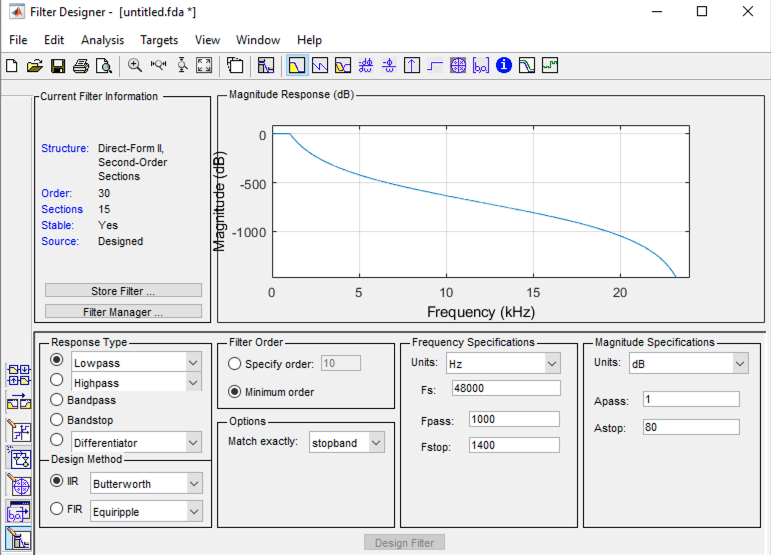 Filter Designer - [untitled.fda *]
File Edit Analysis Targets View Window Help
Current Filter Information
Structure: Direct-Form II,
Second-Order
Sections
Order: 30
Sections 15
Stable: Yes
Source: Designed
Store Filter ...
Filter Manager ...
Magnitude Response (dB)
Magnitude (dB)
0
-500
-1000
0 5 10 15 20
Frequency (kHz)
Response Type
Lowpass
Highpass
Bandpass
Bandstop
Differentiator
Design Method
IIR Butterworth
FIR Equiripple
Filter Order
Specify order: 10
Minimum order
Options
Match exactly: stopband
Frequency Specifications
Units: Hz
Fs: 48000
Fpass: 1000
Fstop: 1400
Magnitude Specifications
Units: dB
Apass: 1
Astop: 80
Design Filter